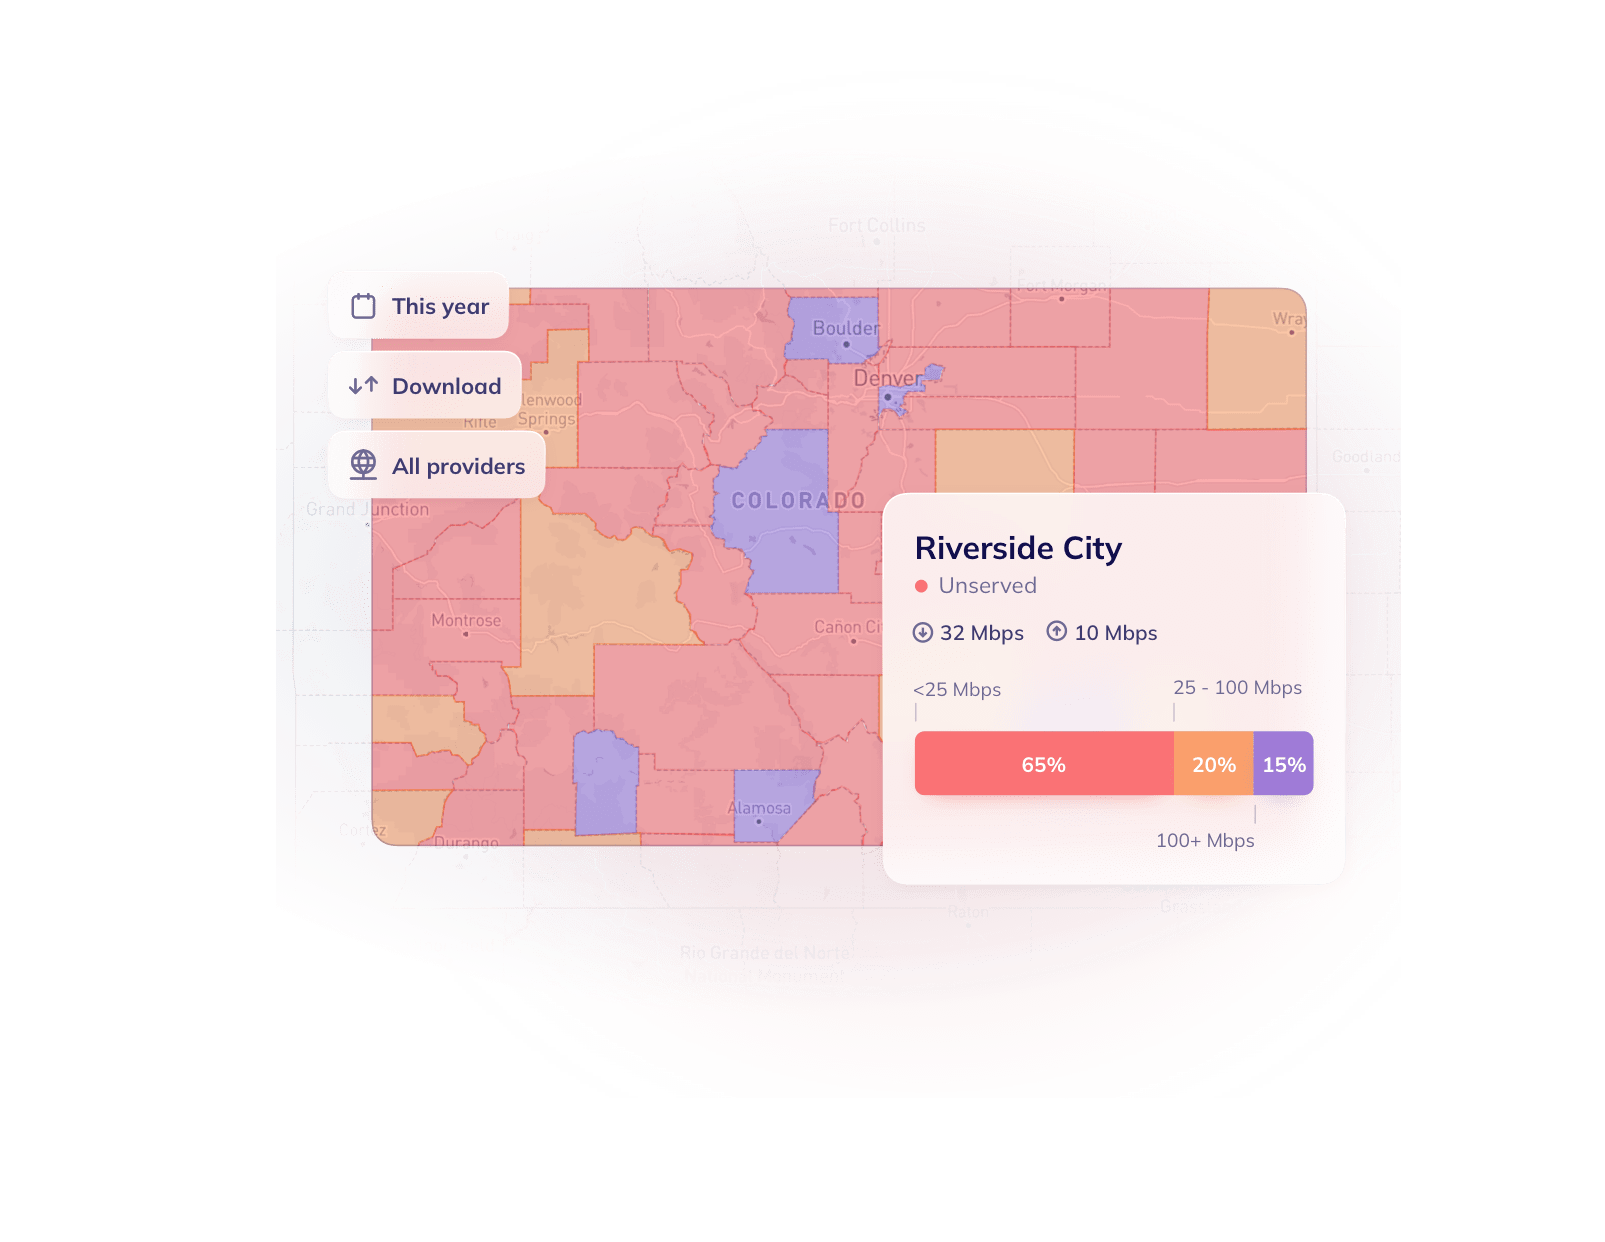 Fort Collins
This year
Fort Morgan
Boulder
Wray
Denver
Download
lenwood
Springs
Rifle
All providers
Goodland
COLORADO
Grand Junction
Montrose
Cañon Ci
Alamosa
Cortez
Durango
Riverside City
Unserved
32 Mbps
10 Mbps
<25 Mbps
25 - 100 Mbps
65%
20%
15%
100+ Mbps
Raton
Rio Grande del Norte
National Monument